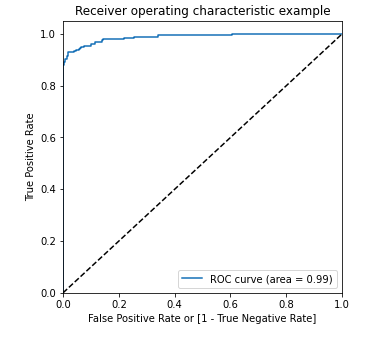 Receiver operating characteristic example
1.0
0.8
0.6
0.4
0.2
0.0
True Positive Rate
ROC curve (area = 0.99)
0.0 0.2 0.4 0.6 0.8 1.0
False Positive Rate or [1 - True Negative Rate]